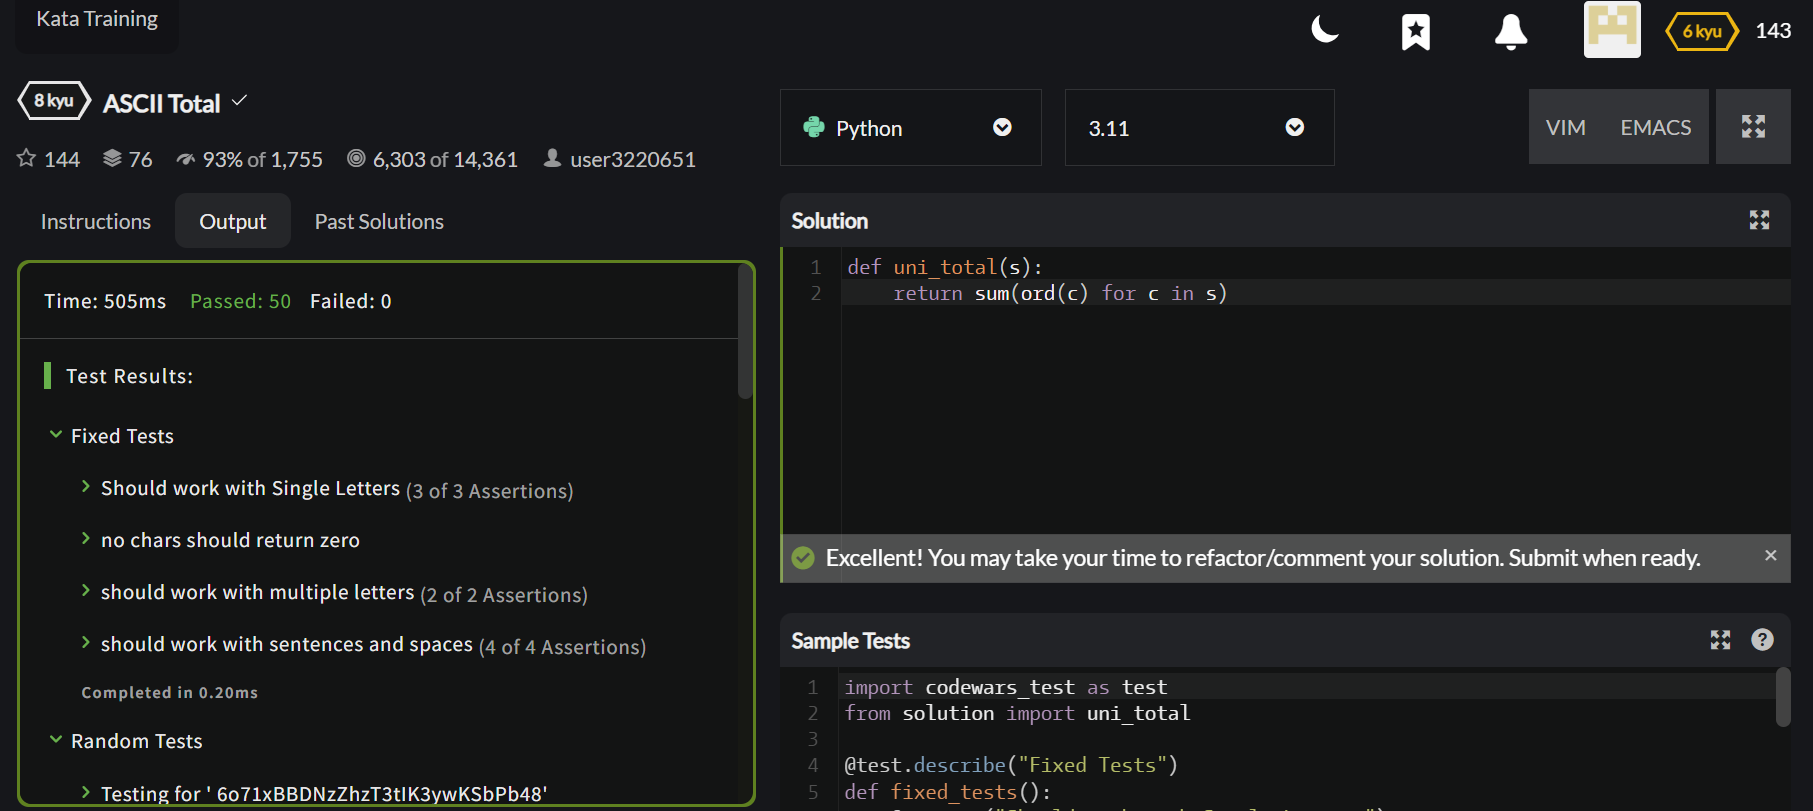 Kata Training
6 kyu 143
8 kyu ASCII Total
144 76 93% of 1,755 6,303 of 14,361 user3220651
Instructions Output Past Solutions
Time: 505ms Passed: 50 Failed: 0
Test Results:
Fixed Tests
Should work with Single Letters (3 of 3 Assertions)
no chars should return zero
should work with multiple letters (2 of 2 Assertions)
should work with sentences and spaces (4 of 4 Assertions)
Completed in 0.20ms
Random Tests
Testing for ' 6o71xBBDNzZhzT3tIK3ywKSbPb48'
Python 3.11 VIM EMACS
Solution
1 def uni_total(s):
2 return sum(ord(c) for c in s)
Excellent! You may take your time to refactor/comment your solution. Submit when ready. ×
Sample Tests ?
1 import codewars_test as test
2 from solution import uni_total
3
4 @test.describe("Fixed Tests")
5 def fixed_tests():